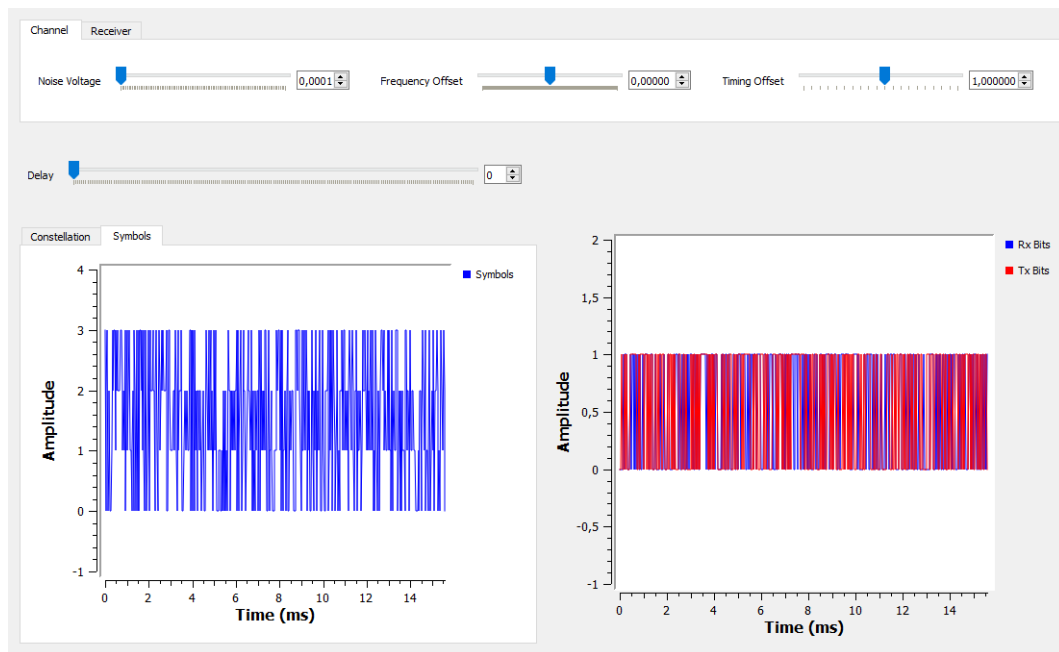 Channel Receiver
Noise Voltage 0,0001 Frequency Offset 0,00000 Timing Offset 1,000000
Delay 0
Constellation Symbols
4
3
2
1
0
-1
Amplitude
0 2 4 6 8 10 12 14
Time (ms)
Symbols
2
1,5
1
0,5
0
-0,5
-1
Amplitude
0 2 4 6 8 10 12 14
Time (ms)
Rx Bits
Tx Bits